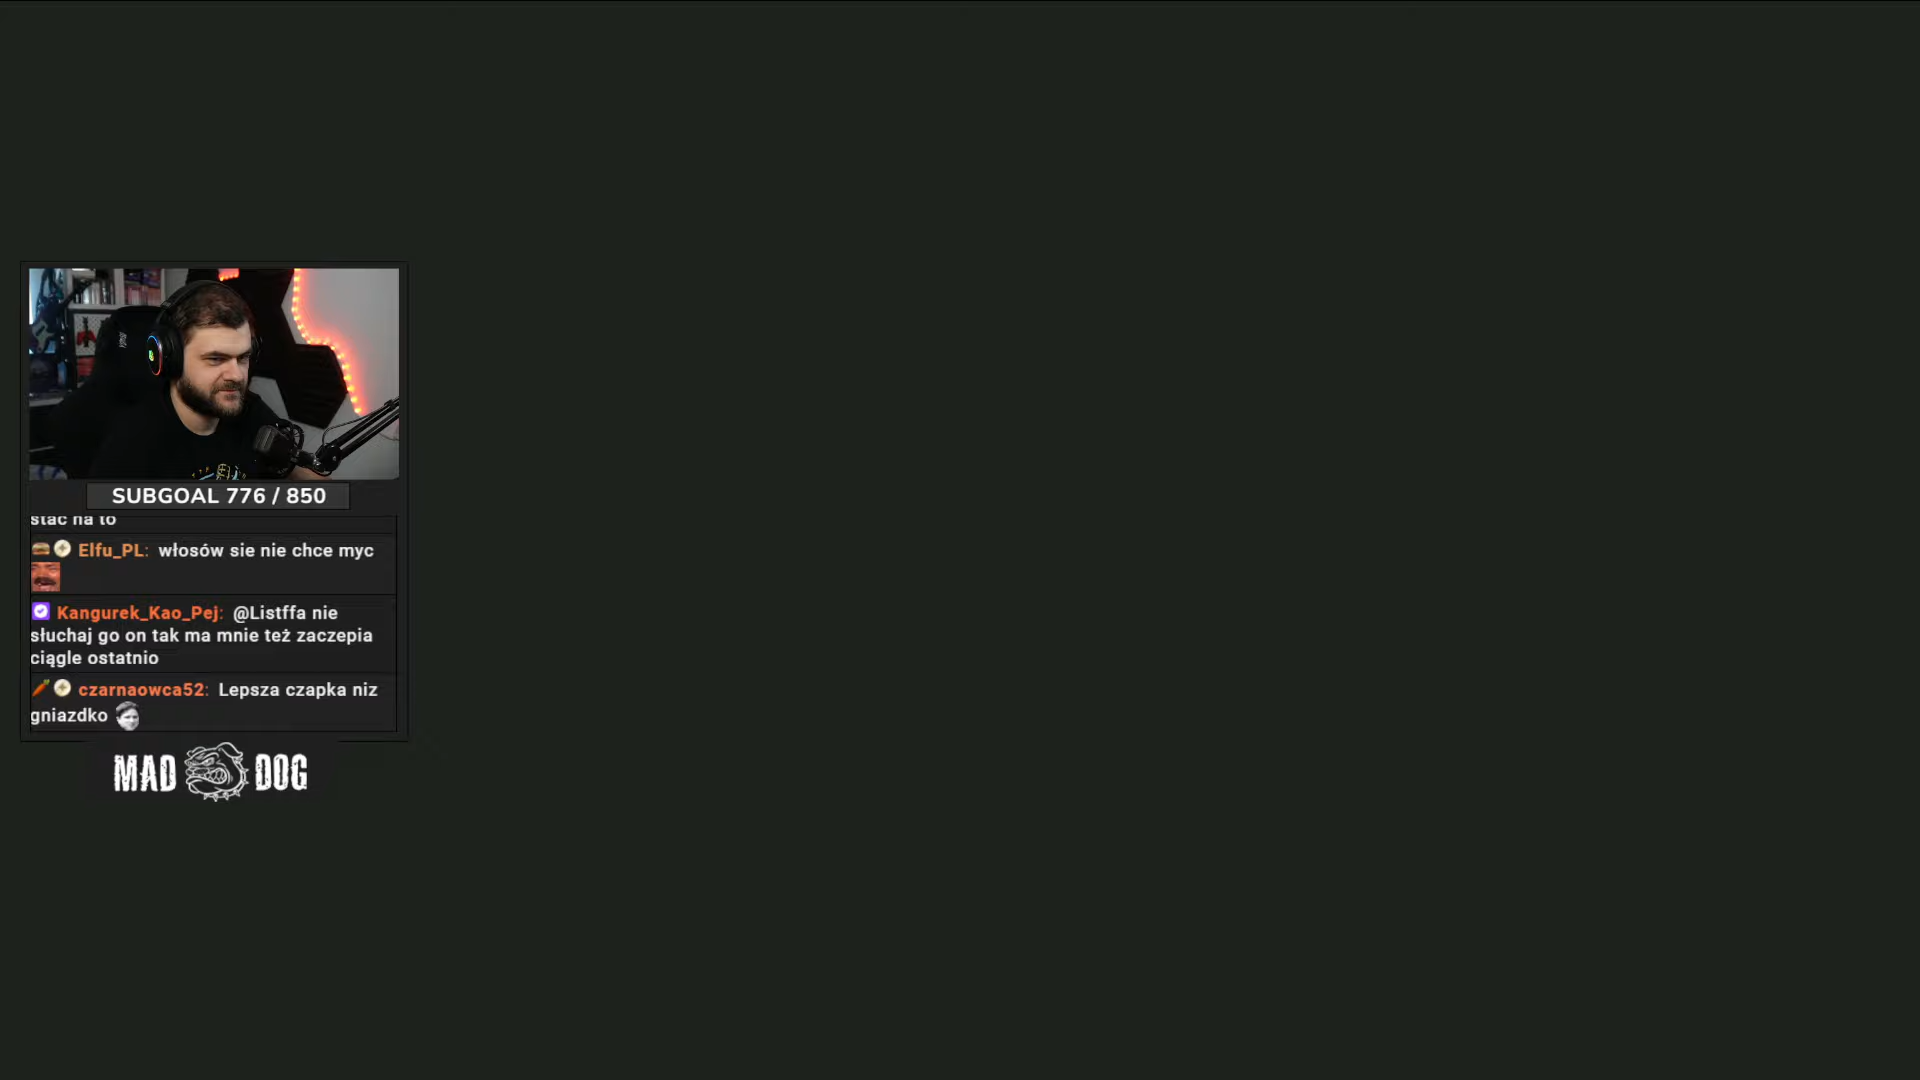 SUBGOAL 776 / 850
stac na to
Elfu_PL: włosów sie nie chce myc
Kangurek_Kao_Pej: @Listffa nie
słuchaj go on tak ma mnie też zaczepia
ciągle ostatnio
czarnaowca52: Lepsza czapka niz
gniazdko
MAD DOG